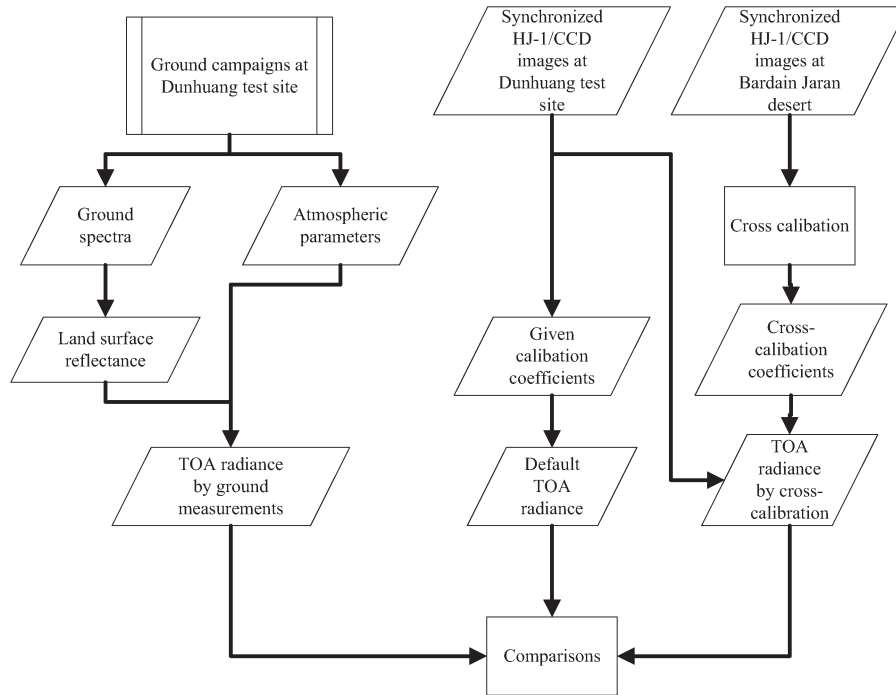 Ground campaigns at
Dunhuang test site
Synchronized
HJ-1/CCD
images at
Dunhuang test
site
Synchronized
HJ-1/CCD
images at
Bardain Jaran
desert
Ground
spectra
Atmospheric
parameters
Cross calibation
Land surface
reflectance
Given
calibation
coefficients
Cross-
calibation
coefficients
TOA radiance
by ground
measurements
Default
TOA
radiance
TOA
radiance
by cross-
calibration
Comparisons